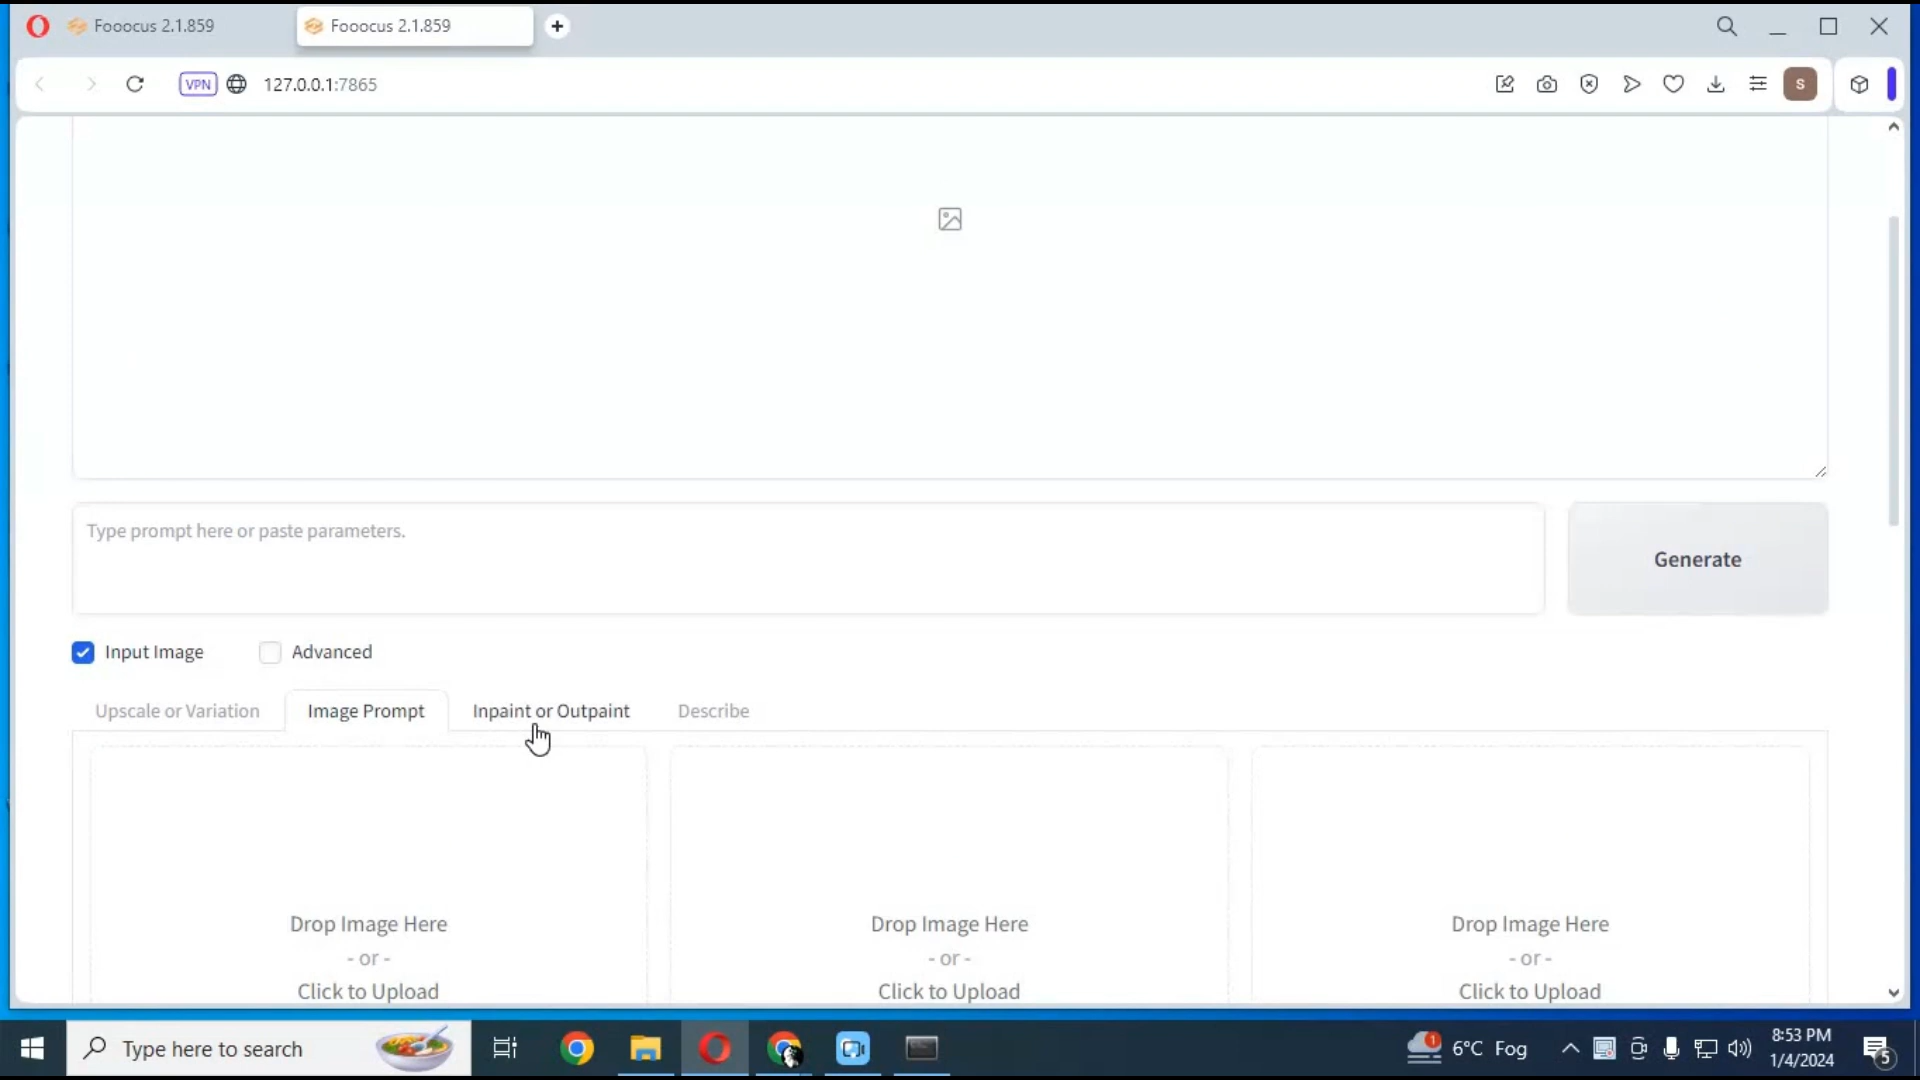 Fooocus 2.1.859
Fooocus 2.1.859
VPN
127.0.0.1:7865
S
Type prompt here or paste parameters.
Generate
Input Image
Advanced
Upscale or Variation
Image Prompt
Inpaint or Outpaint
Describe
Drop Image Here
- or -
Click to Upload
Drop Image Here
- or -
Click to Upload
Drop Image Here
- or -
Click to Upload
Type here to search
1
6°C Fog
8:53 PM
1/4/2024
5